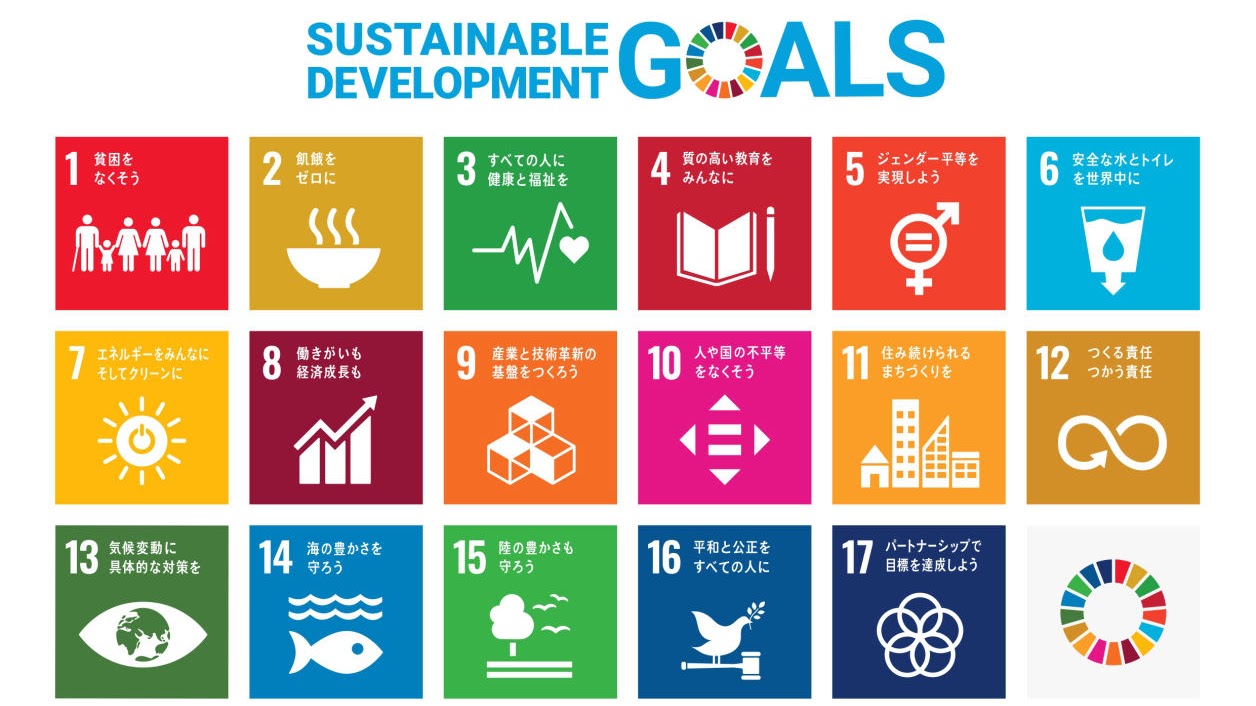 SUSTAINABLE
DEVELOPMENT
GOALS
1
貧困を
なくそう
2
飢餓を
ゼロに
3
すべての人に
健康と福祉を
4
質の高い教育を
みんなに
5
ジェンダー平等を
実現しよう
6
安全な水とトイレ
を世界中に
7
エネルギーをみんなに
そしてクリーンに
8
働きがいも
経済成長も
9
産業と技術革新の
基盤をつくろう
10
人や国の不平等
をなくそう
11
住み続けられる
まちづくりを
12
つくる責任
つかう責任
13
気候変動に
具体的な対策を
14
海の豊かさを
守ろう
15
陸の豊かさも
守ろう
16
平和と公正を
すべての人に
17
パートナーシップで
目標を達成しよう